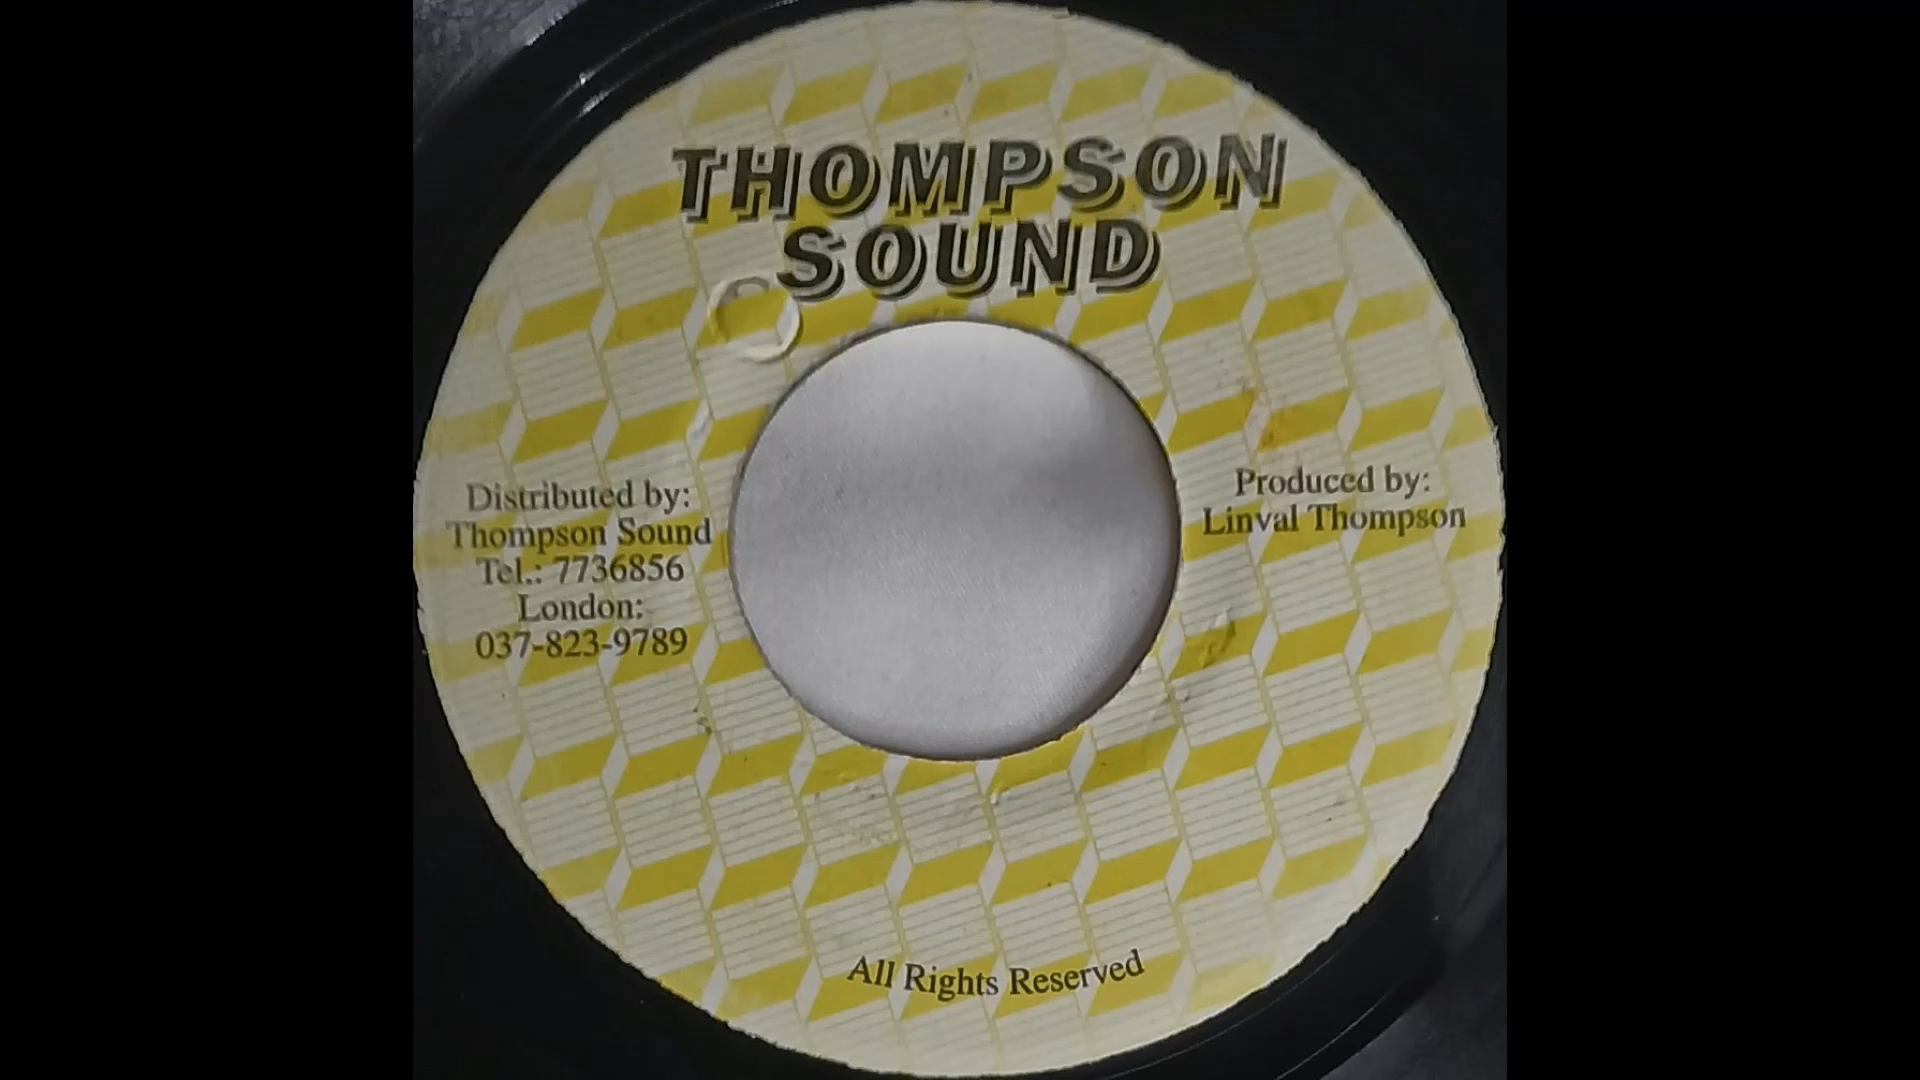 THOMPSON
SOUND
Distributed by:
Thompson Sound
Tel.: 7736856
London:
037-823-9789
Produced by:
Linval Thompson
All Rights Reserved